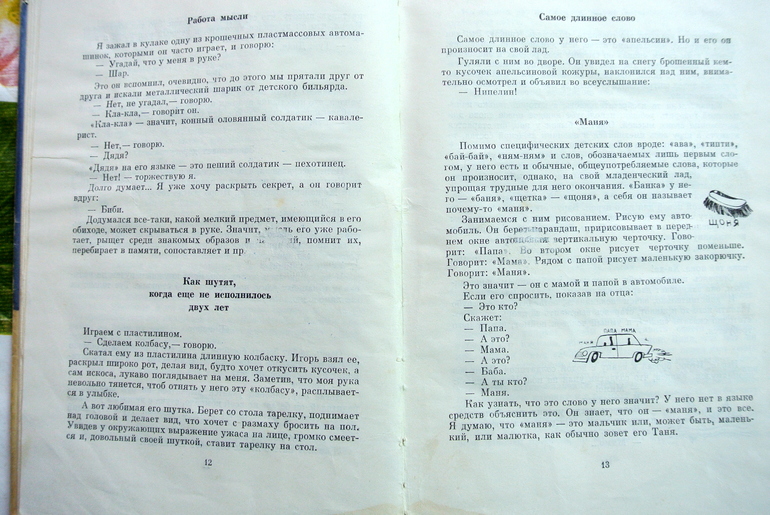 Работа мысли
Я зажал в кулаке одну из крошечных пластмассовых автома-
шинок, которыми он часто играет, и говорю:
— Угадай, что у меня в руке?
— Шар.
Это он вспомнил, очевидно, что до этого мы прятали друг от
друга и искали металлический шарик от детского бильярда.
— Нет, не угадал,— говорю.
— Кла-кла,— говорит он.
«Кла-кла» — значит, конный оловянный солдатик — кавале-
рист.
— Нет,— говорю.
— Дядя?
«Дядя» на его языке — это пеший солдатик — пехотинец.
— Нет! — торжествую я.
Долго думает... Я уже хочу раскрыть секрет, а он говорит
вдруг:
— Биби.
Додумался все-таки, какой мелкий предмет, имеющийся в его
обиходе, может скрываться в руке. Значит, его уже рабо-
тает, рыщет среди знакомых образов и помнит их,
перебирает в памяти, сопоставляет и
Как шутят,
когда еще не исполнилось
двух лет
Играем с пластилином.
— Сделаем колбасу,— говорю.
Скатал ему из пластилина длинную колбаску. Игорь взял ее,
раскрыл широко рот, делая вид, будто хочет откусить кусочек, а
сам искоса, лукаво поглядывает на меня. Заметив, что моя рука
невольно тянется, чтоб отнять у него эту «колбасу», расплывает-
ся в улыбке.
А вот любимая его шутка. Берет со стола тарелку, поднимает
над головой и делает вид, что хочет с размаху бросить на пол.
Увидев у окружающих выражение ужаса на лице, громко смеет-
ся и, довольный своей шуткой, ставит тарелку на стол.
12
Самое длинное слово
Самое длинное слово у него — это «апельсин». Но и его он
произносит на свой лад.
Гуляли с ним во дворе. Он увидел на снегу брошенный кем-
то кусочек апельсиновой кожуры, наклонился над ним, внима-
тельно осмотрел и объявил во всеуслышание:
— Нипелин!
«Маня»
Помимо специфических детских слов вроде: «ава», «типти»,
«бай-бай», «ням-ням» и слов, обозначаемых лишь первым сло-
гом, у него есть и обычные, общеупотребляемые слова, которые
он произносит, однако, на свой младенческий лад,
упрощая трудные для него окончания. «Банка» у не-
го — «баня», «щетка» — «щоня», а себя он называет
почему-то «маня».
ЩОНЯ
Занимаемся с ним рисованием. Рисую ему авто-
мобиль. Он берет карандаш, пририсовывает в перед-
нем окне автомобиля вертикальную черточку. Гово-
рит: «Папа». Во втором окне рисует черточку поменьше.
Говорит: «Мама». Рядом с папой рисует маленькую закорючку.
Говорит: «Маня».
Это значит — он с мамой и папой в автомобиле.
Если его спросить, показав на отца:
— Это кто?
Скажет:
— Папа.
— А это?
— Мама.
— А это?
— Баба.
— А ты кто?
— Маня.
ПАПА МАМА
Как узнать, что это слово у него значит? У него нет в языке
средств объяснить это. Он знает, что он — «маня», и это все.
Я думаю, что «маня» — это мальчик или, может быть, малень-
кий, или малютка, как обычно зовет его Таня.
13